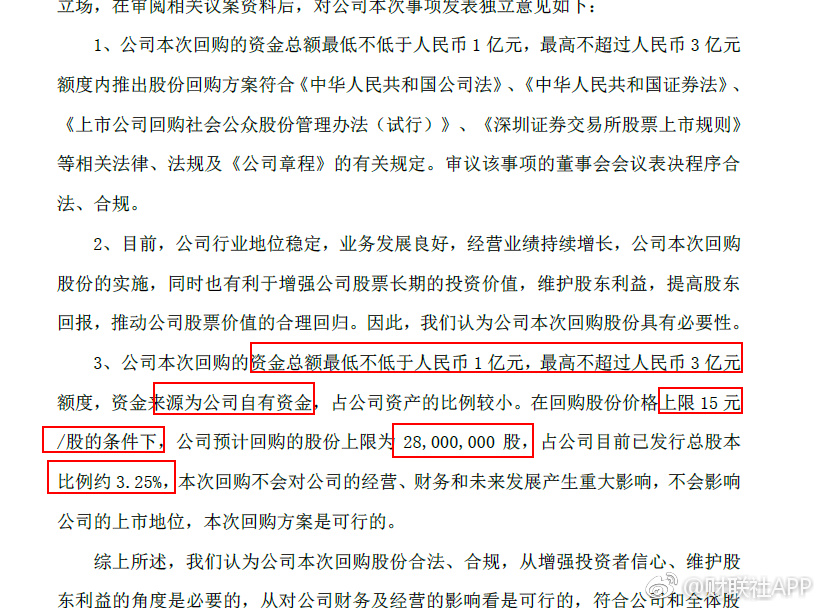 立场，在审阅相关议案资料后，对公司本次事项发表独立意见如下：
1、公司本次回购的资金总额最低不低于人民币 1 亿元，最高不超过人民币 3 亿元
额度内推出股份回购方案符合《中华人民共和国公司法》、《中华人民共和国证券法》、
《上市公司回购社会公众股份管理办法（试行）》、《深圳证券交易所股票上市规则》
等相关法律、法规及《公司章程》的有关规定。审议该事项的董事会会议表决程序合
法、合规。
2、目前，公司行业地位稳定，业务发展良好，经营业绩持续增长，公司本次回购
股份的实施，同时也有利于增强公司股票长期的投资价值，维护股东利益，提高股东
回报，推动公司股票价值的合理回归。因此，我们认为公司本次回购股份具有必要性。
3、公司本次回购的资金总额最低不低于人民币 1 亿元，最高不超过人民币 3 亿元
额度，资金来源为公司自有资金，占公司资产的比例较小。在回购股份价格上限 15 元
/股的条件下，公司预计回购的股份上限为 28,000,000 股，占公司目前已发行总股本
比例约 3.25%，本次回购不会对公司的经营、财务和未来发展产生重大影响，不会影响
公司的上市地位，本次回购方案是可行的。
综上所述，我们认为公司本次回购股份合法、合规，从增强投资者信心、维护股
东利益的角度是必要的，从对公司财务及经营的影响看是可行的，符合公司和全体股
@财联社APP